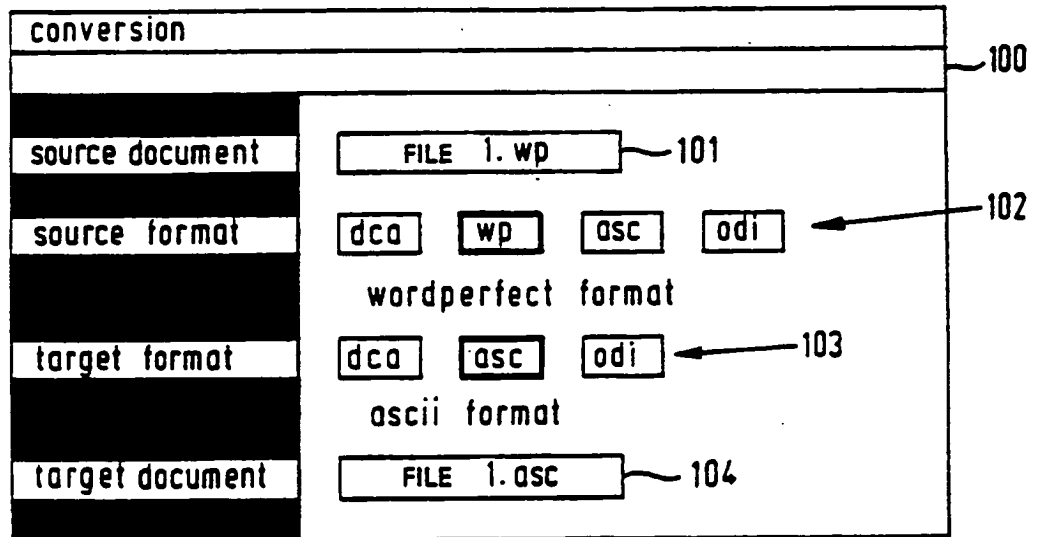 conversion
100
source document FILE 1. wp 101
source format dca wp asc odi 102
wordperfect format
target format dca asc odi 103
ascii format
target document FILE 1. asc 104